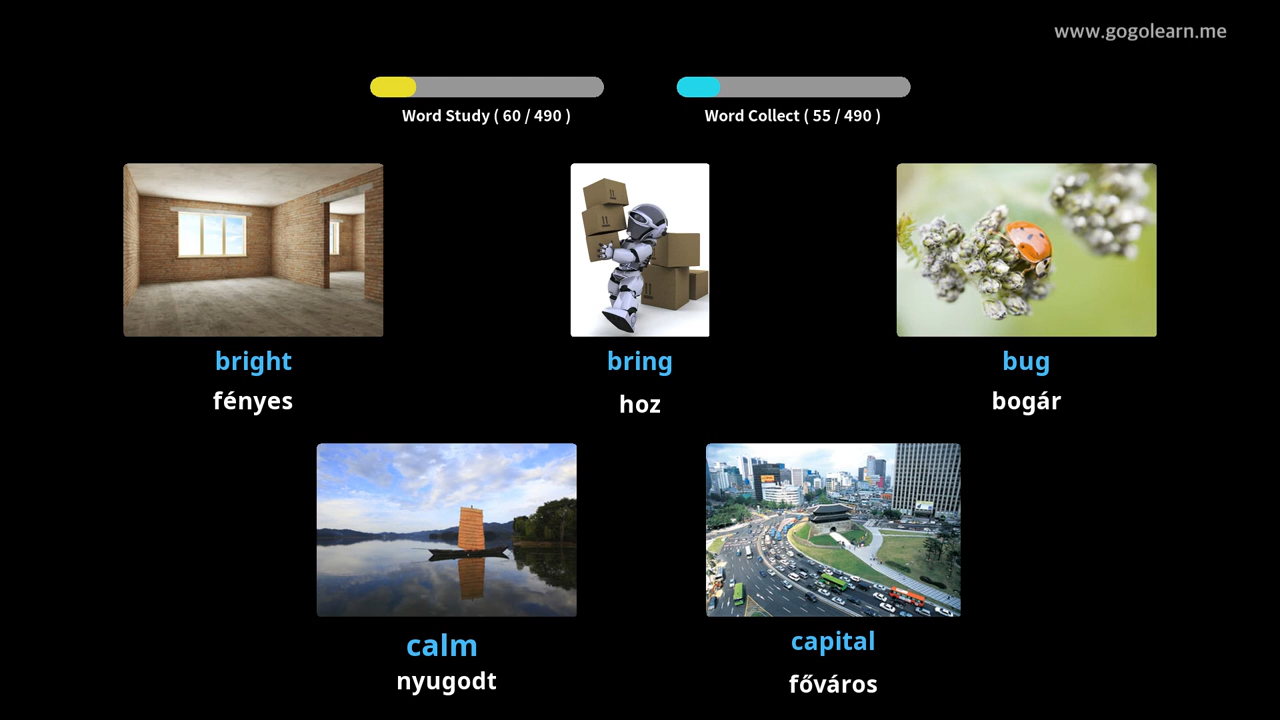 www.gogolearn.me
Word Study ( 60 / 490 )
Word Collect ( 55 / 490 )
bright
fényes
bring
hoz
bug
bogár
calm
nyugodt
capital
főváros